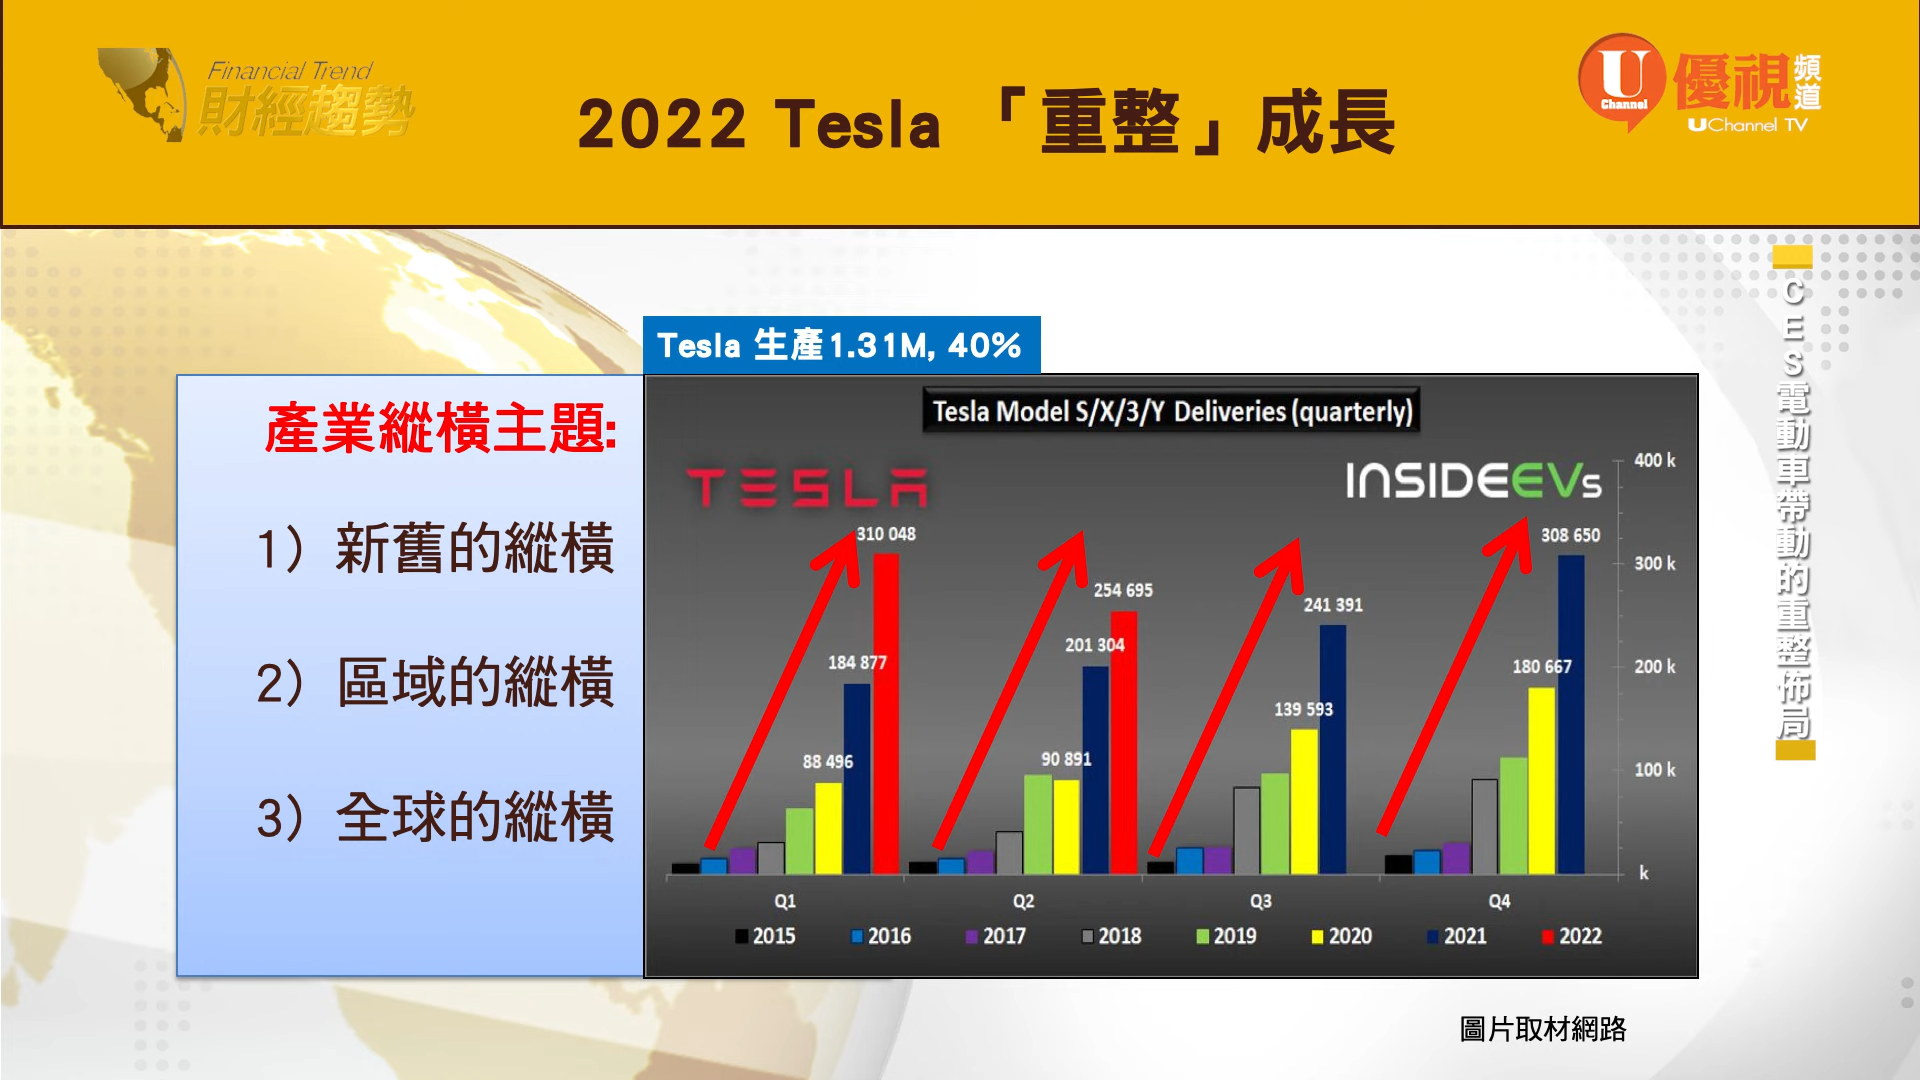 Financial Trend
財經趨勢
2022 Tesla 「重整」成長
U
Channel
優視
頻道
UChannel TV
CES電動車帶動的重整佈局
Tesla 生產1.31M, 40%
產業縱橫主題:
1) 新舊的縱橫
2) 區域的縱橫
3) 全球的縱橫
Tesla Model S/X/3/Y Deliveries (quarterly)
TESLA
INSIDEEVs
400 k
300 k
200 k
100 k
k
310 048
184 877
88 496
254 695
201 304
90 891
241 391
139 593
308 650
180 667
Q1 Q2 Q3 Q4
2015 2016 2017 2018 2019 2020 2021 2022
圖片取材網路